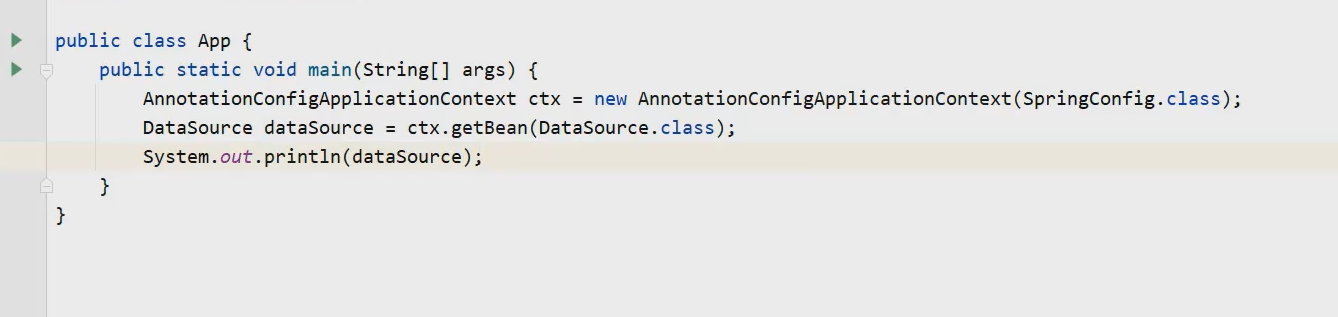 public class App {
public static void main(String[] args) {
AnnotationConfigApplicationContext ctx = new AnnotationConfigApplicationContext(SpringConfig.class);
DataSource dataSource = ctx.getBean(DataSource.class);
System.out.println(dataSource);
}
}